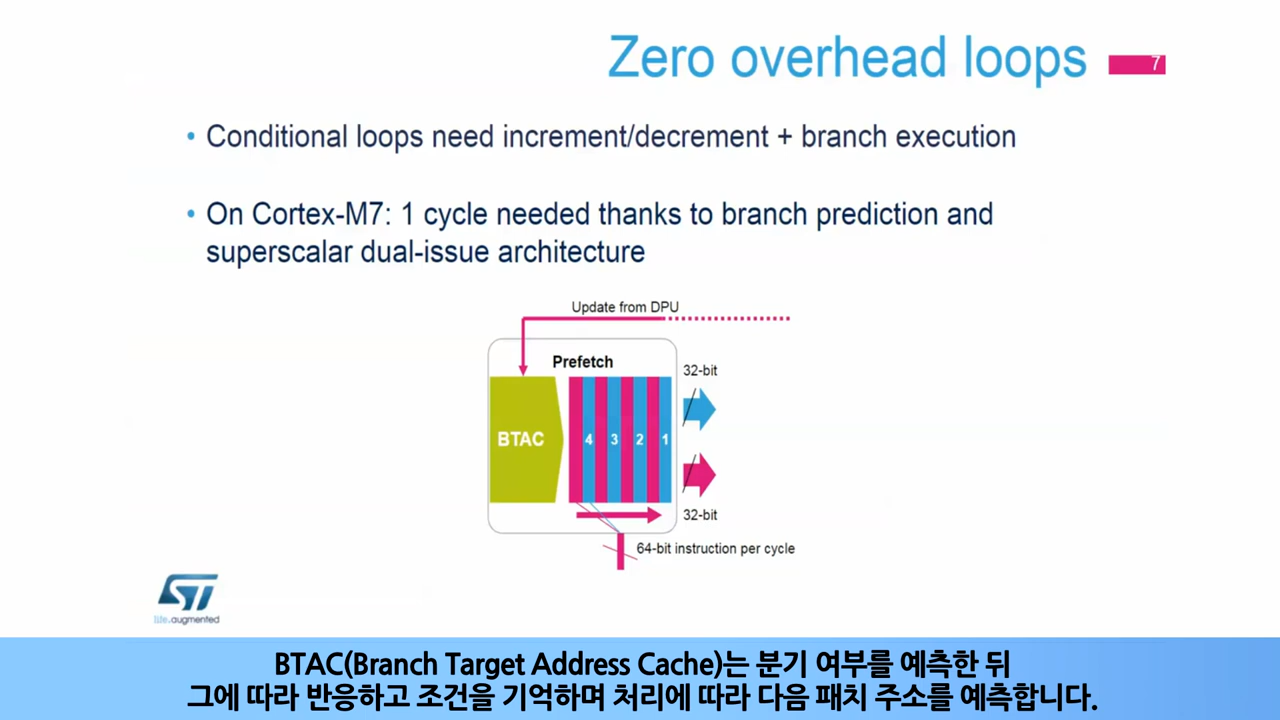 Zero overhead loops
7
• Conditional loops need increment/decrement + branch execution
• On Cortex-M7: 1 cycle needed thanks to branch prediction and
superscalar dual-issue architecture
Update from DPU
Prefetch
32-bit
BTAC
4 3 2 1
32-bit
64-bit instruction per cycle
ST
life.augmented
BTAC(Branch Target Address Cache)는 분기 여부를 예측한 뒤
그에 따라 반응하고 조건을 기억하며 처리에 따라 다음 패치 주소를 예측합니다.